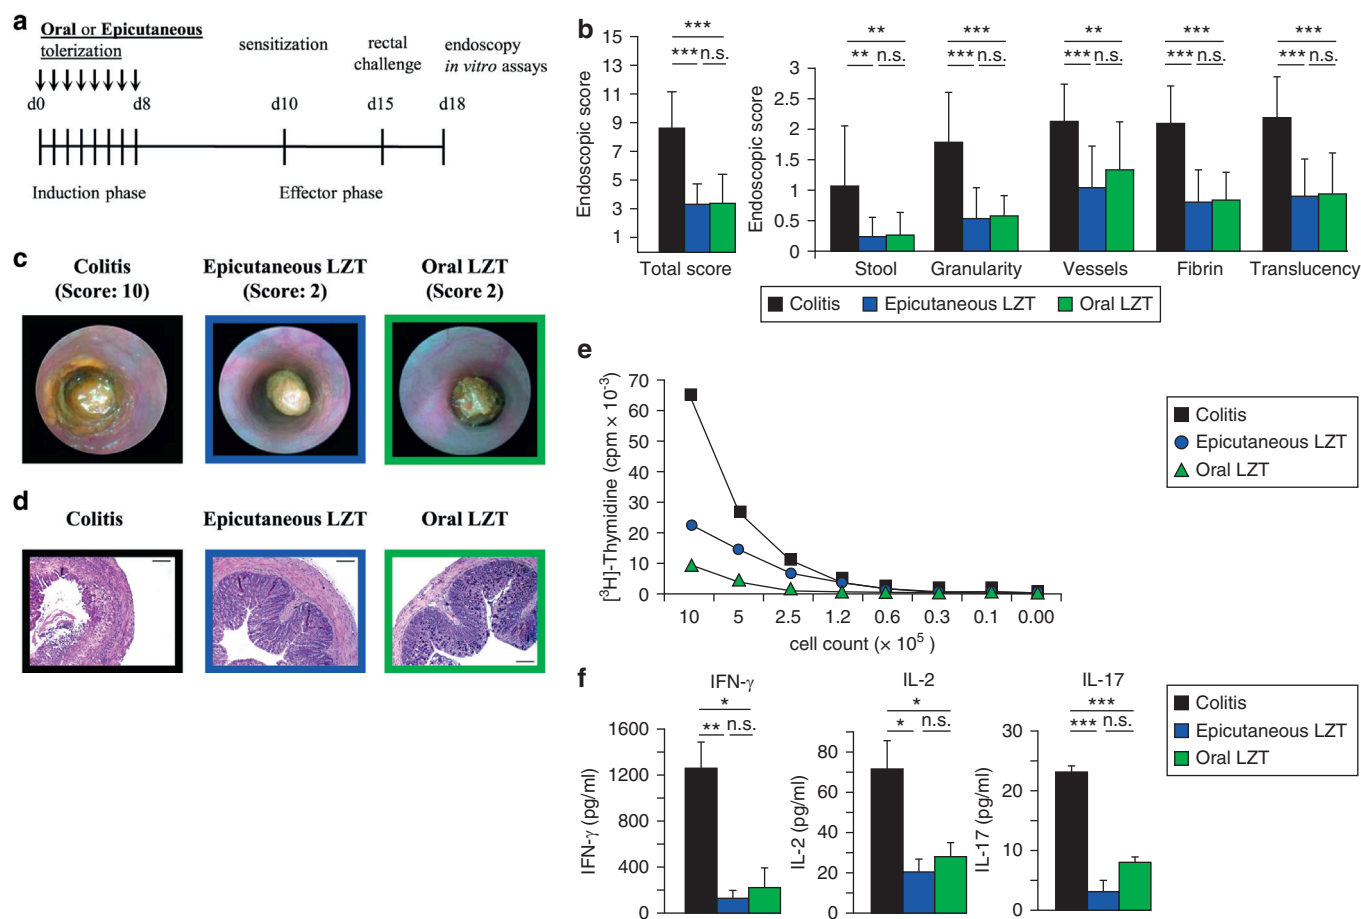 a
Oral or Epicutaneous
tolerization
sensitization
rectal
challenge
endoscopy
in vitro assays
d0
d8
d10
d15
d18
Induction phase
Effector phase
b
Endoscopic score
15
13
11
9
7
5
3
1
***
*** n.s.
Total score
Endoscopic score
3
2.5
2
1.5
1
0.5
0
**
** n.s.
***
*** n.s.
**
*** n.s.
***
*** n.s.
***
*** n.s.
Stool
Granularity
Vessels
Fibrin
Translucency
Colitis
Epicutaneous LZT
Oral LZT
c
Colitis
(Score: 10)
Epicutaneous LZT
(Score: 2)
Oral LZT
(Score 2)
d
Colitis
Epicutaneous LZT
Oral LZT
e
[³H]-Thymidine (cpm × 10⁻³)
70
60
50
40
30
20
10
0
10
5
2.5
1.2
0.6
0.3
0.1
0.00
cell count (× 10⁵)
Colitis
Epicutaneous LZT
Oral LZT
f
IFN-γ
*
** n.s.
IFN-γ (pg/ml)
1600
1200
800
400
0
IL-2
*
* n.s.
IL-2 (pg/ml)
80
60
40
20
0
IL-17
***
*** n.s.
IL-17 (pg/ml)
30
20
10
0
Colitis
Epicutaneous LZT
Oral LZT